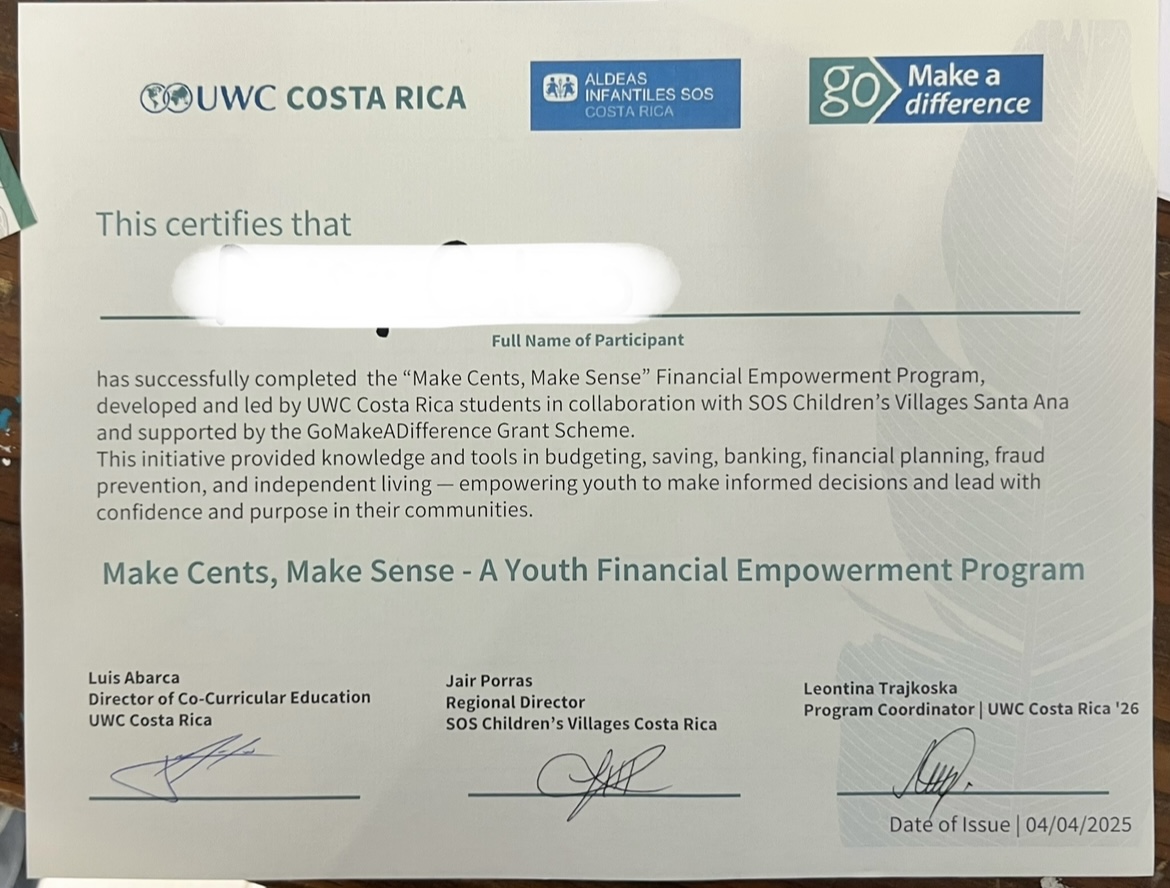 UWC COSTA RICA
ALDEAS
INFANTILES SOS
COSTA RICA
go Make a
difference
This certifies that
Full Name of Participant
has successfully completed the “Make Cents, Make Sense” Financial Empowerment Program,
developed and led by UWC Costa Rica students in collaboration with SOS Children’s Villages Santa Ana
and supported by the GoMakeADifference Grant Scheme.
This initiative provided knowledge and tools in budgeting, saving, banking, financial planning, fraud
prevention, and independent living — empowering youth to make informed decisions and lead with
confidence and purpose in their communities.
Make Cents, Make Sense - A Youth Financial Empowerment Program
Luis Abarca
Director of Co-Curricular Education
UWC Costa Rica
Jair Porras
Regional Director
SOS Children’s Villages Costa Rica
Leontina Trajkoska
Program Coordinator | UWC Costa Rica '26
Date of Issue | 04/04/2025